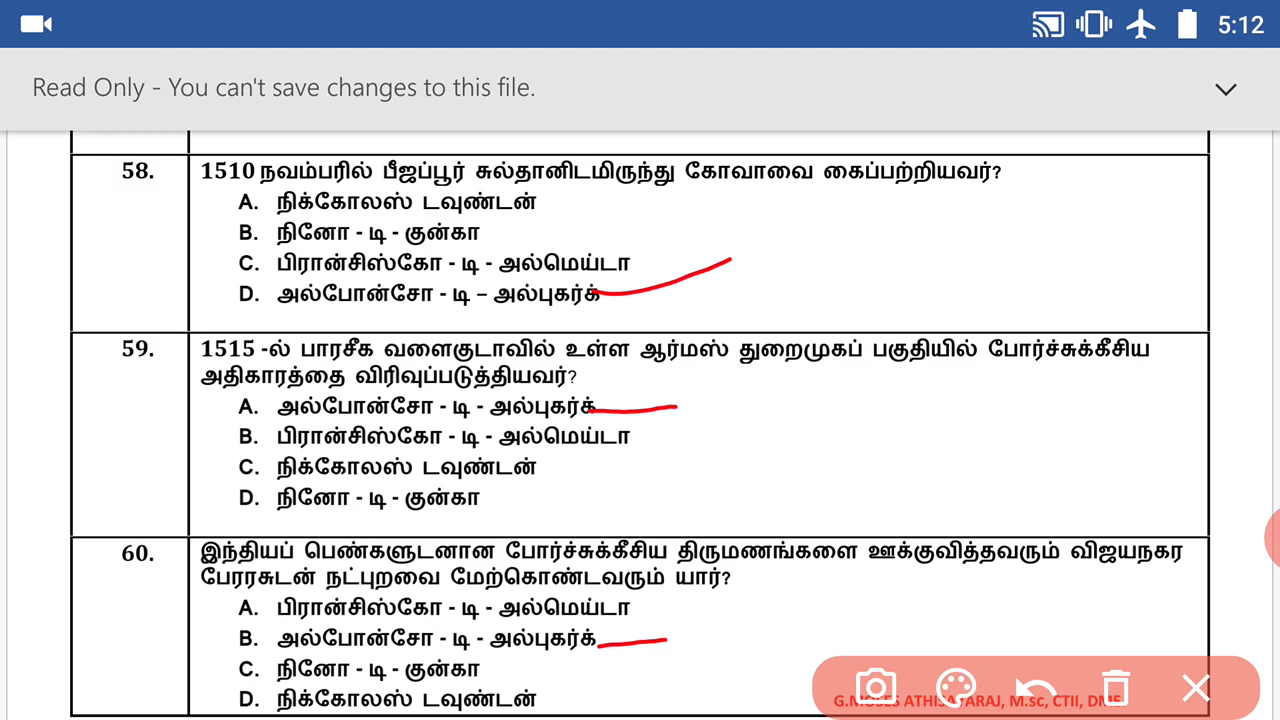 5:12
Read Only - You can't save changes to this file.
58. 1510 நவம்பரில் பீஜப்பூர் சுல்தானிடமிருந்து கோவாவை கைப்பற்றியவர்?
A. நிக்கோலஸ் டவுண்டன்
B. நினோ - டி - குன்கா
C. பிரான்சிஸ்கோ - டி - அல்மெய்டா
D. அல்போன்சோ - டி – அல்புகர்க்
59. 1515 -ல் பாரசீக வளைகுடாவில் உள்ள ஆர்மஸ் துறைமுகப் பகுதியில் போர்ச்சுக்கீசிய
அதிகாரத்தை விரிவுப்படுத்தியவர்?
A. அல்போன்சோ - டி - அல்புகர்க்
B. பிரான்சிஸ்கோ - டி - அல்மெய்டா
C. நிக்கோலஸ் டவுண்டன்
D. நினோ - டி - குன்கா
60. இந்தியப் பெண்களுடனான போர்ச்சுக்கீசிய திருமணங்களை ஊக்குவித்தவரும் விஜயநகர
பேரரசுடன் நட்புறவை மேற்கொண்டவரும் யார்?
A. பிரான்சிஸ்கோ - டி - அல்மெய்டா
B. அல்போன்சோ - டி - அல்புகர்க்
C. நினோ - டி - குன்கா
D. நிக்கோலஸ் டவுண்டன்
G.MOSES M.sc, CTII, DME